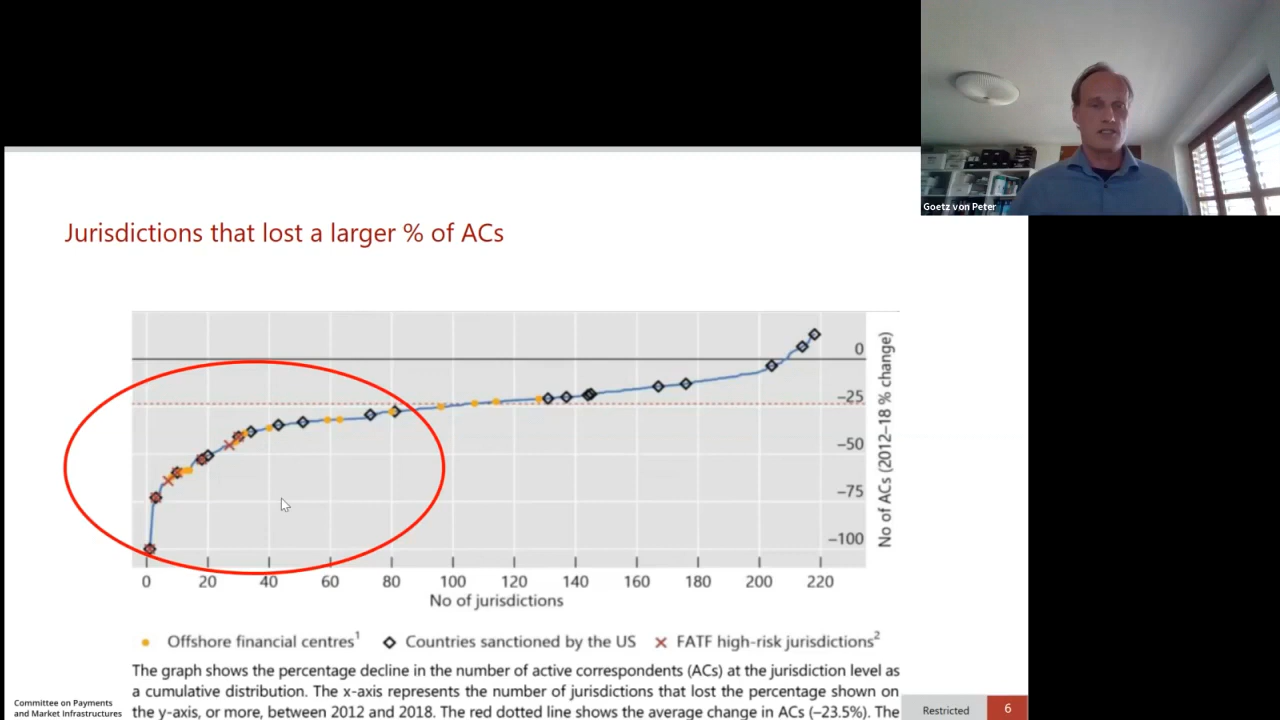 Goetz von Peter
Jurisdictions that lost a larger % of ACs
0
−25
−50
−75
−100
No of ACs (2012–18 % change)
0 20 40 60 80 100 120 140 160 180 200 220
No of jurisdictions
Offshore financial centres1 Countries sanctioned by the US FATF high-risk jurisdictions2
The graph shows the percentage decline in the number of active correspondents (ACs) at the jurisdiction level as
a cumulative distribution. The x-axis represents the number of jurisdictions that lost the percentage shown on
the y-axis, or more, between 2012 and 2018. The red dotted line shows the average change in ACs (–23.5%). The
Committee on Payments
and Market Infrastructures
Restricted 6